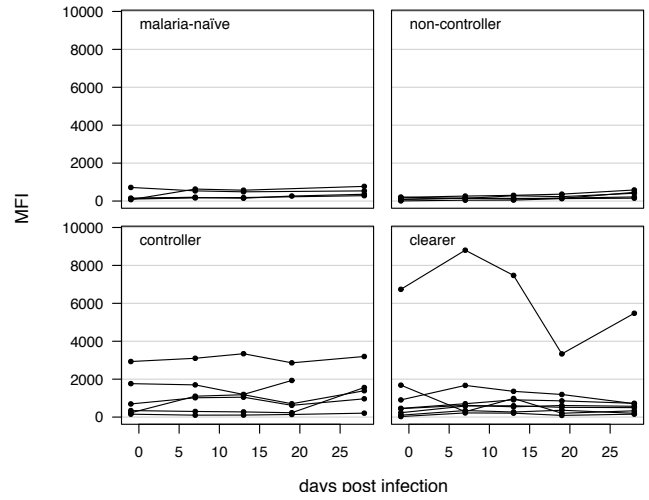 malaria-naïve
non-controller
10000
8000
6000
4000
2000
0
MFI
controller
clearer
10000
8000
6000
4000
2000
0
0 5 10 15 20 25
0 5 10 15 20 25
days post infection